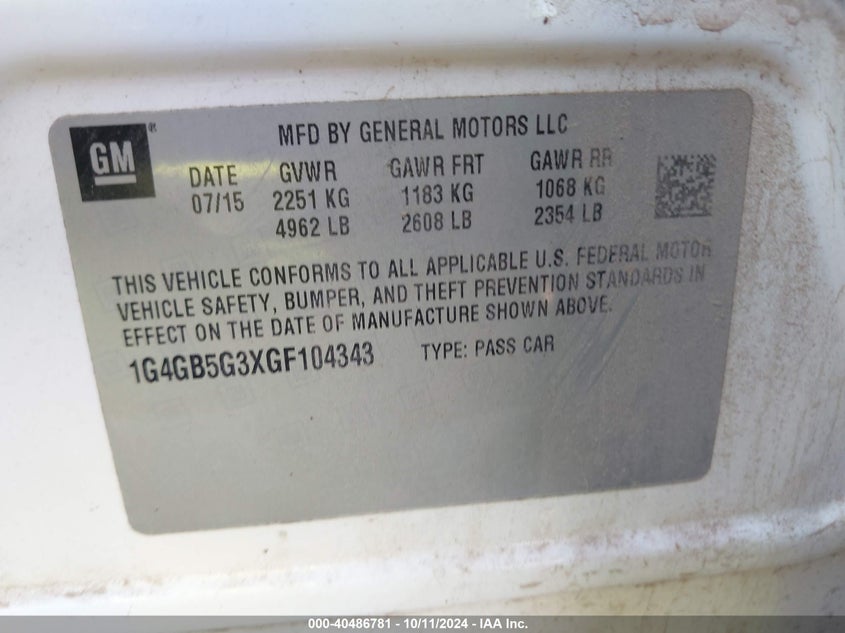 GM®
MFD BY GENERAL MOTORS LLC
DATE GVWR GAWR FRT GAWR RR
07/15 2251 KG 1183 KG 1068 KG
4962 LB 2608 LB 2354 LB
THIS VEHICLE CONFORMS TO ALL APPLICABLE U.S. FEDERAL MOTOR
VEHICLE SAFETY, BUMPER, AND THEFT PREVENTION STANDARDS IN
EFFECT ON THE DATE OF MANUFACTURE SHOWN ABOVE.
1G4GB5G3XGF104343 TYPE: PASS CAR
000-40486781 - 10/11/2024 - IAA Inc.